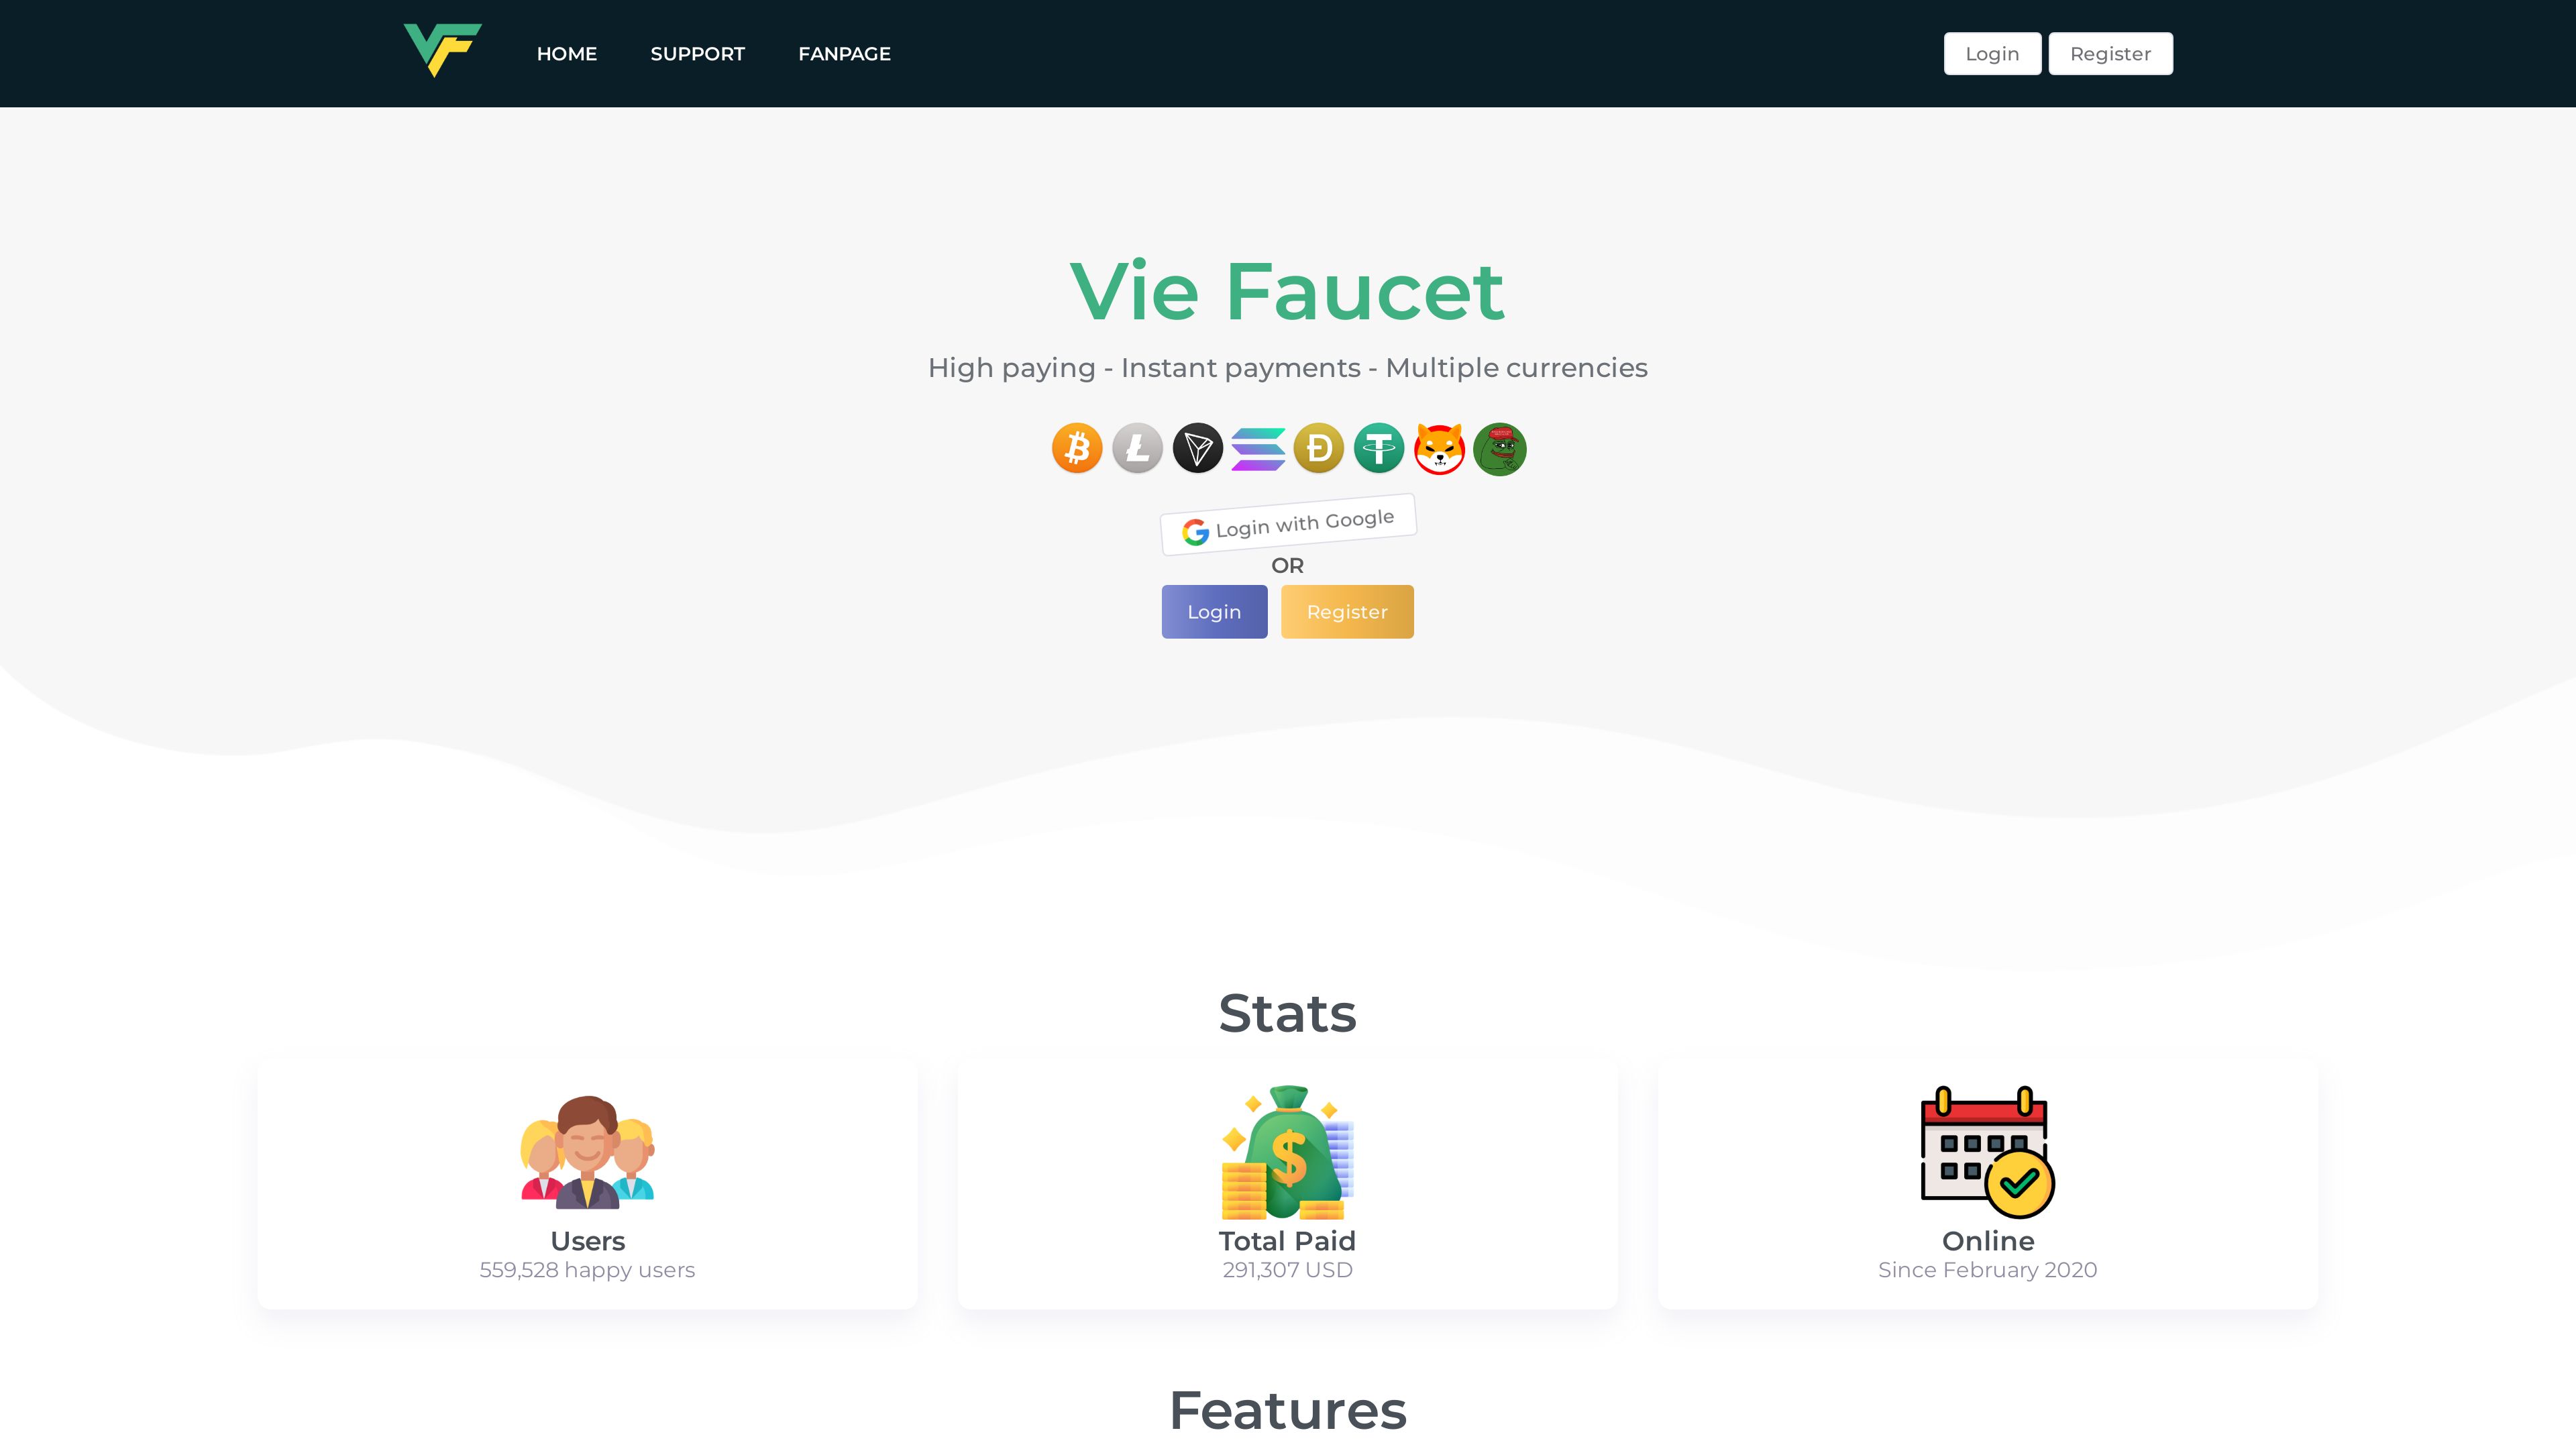 HOME SUPPORT FANPAGE Login Register
Vie Faucet
High paying - Instant payments - Multiple currencies
Login with Google
OR
Login Register
Stats
Users
559,528 happy users
Total Paid
291,307 USD
Online
Since February 2020
Features